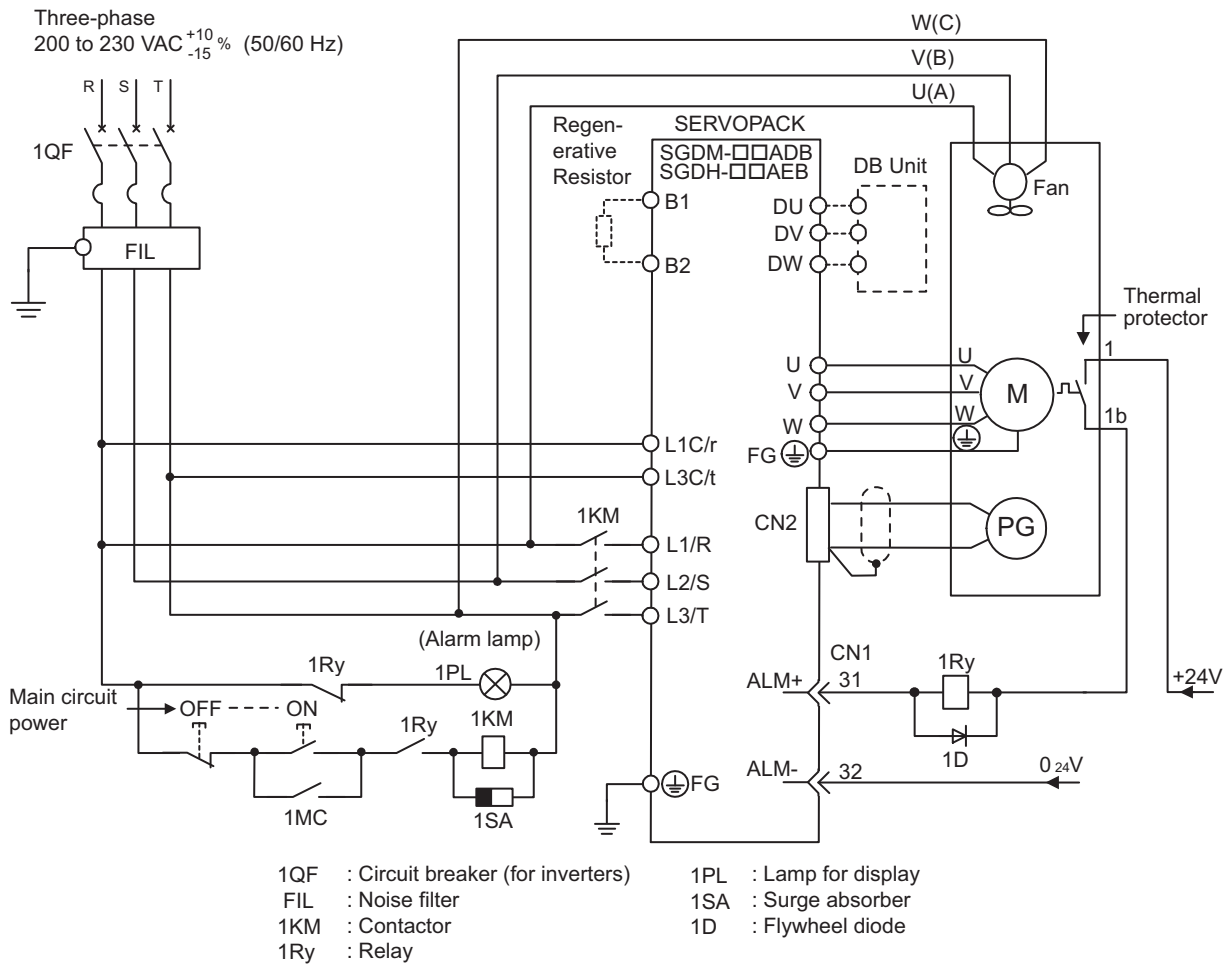 Three-phase
200 to 230 VAC +10 -15 % (50/60 Hz)
R S T
1QF
FIL
W(C)
V(B)
U(A)
Regen-
erative
Resistor
SERVOPACK
SGDM-□□ADB
SGDH-□□AEB
DB Unit
Fan
B1
B2
DU
DV
DW
Thermal
protector
1
1b
U
V
W
FG
U
V
W
M
L1C/r
L3C/t
CN2
PG
1KM
L1/R
L2/S
L3/T
(Alarm lamp)
1Ry
1PL
Main circuit
power
OFF
ON
1Ry
1KM
1MC
1SA
CN1
ALM+
31
1Ry
+24V
1D
ALM-
32
0 24V
FG
1QF : Circuit breaker (for inverters)
FIL : Noise filter
1KM : Contactor
1Ry : Relay
1PL : Lamp for display
1SA : Surge absorber
1D : Flywheel diode